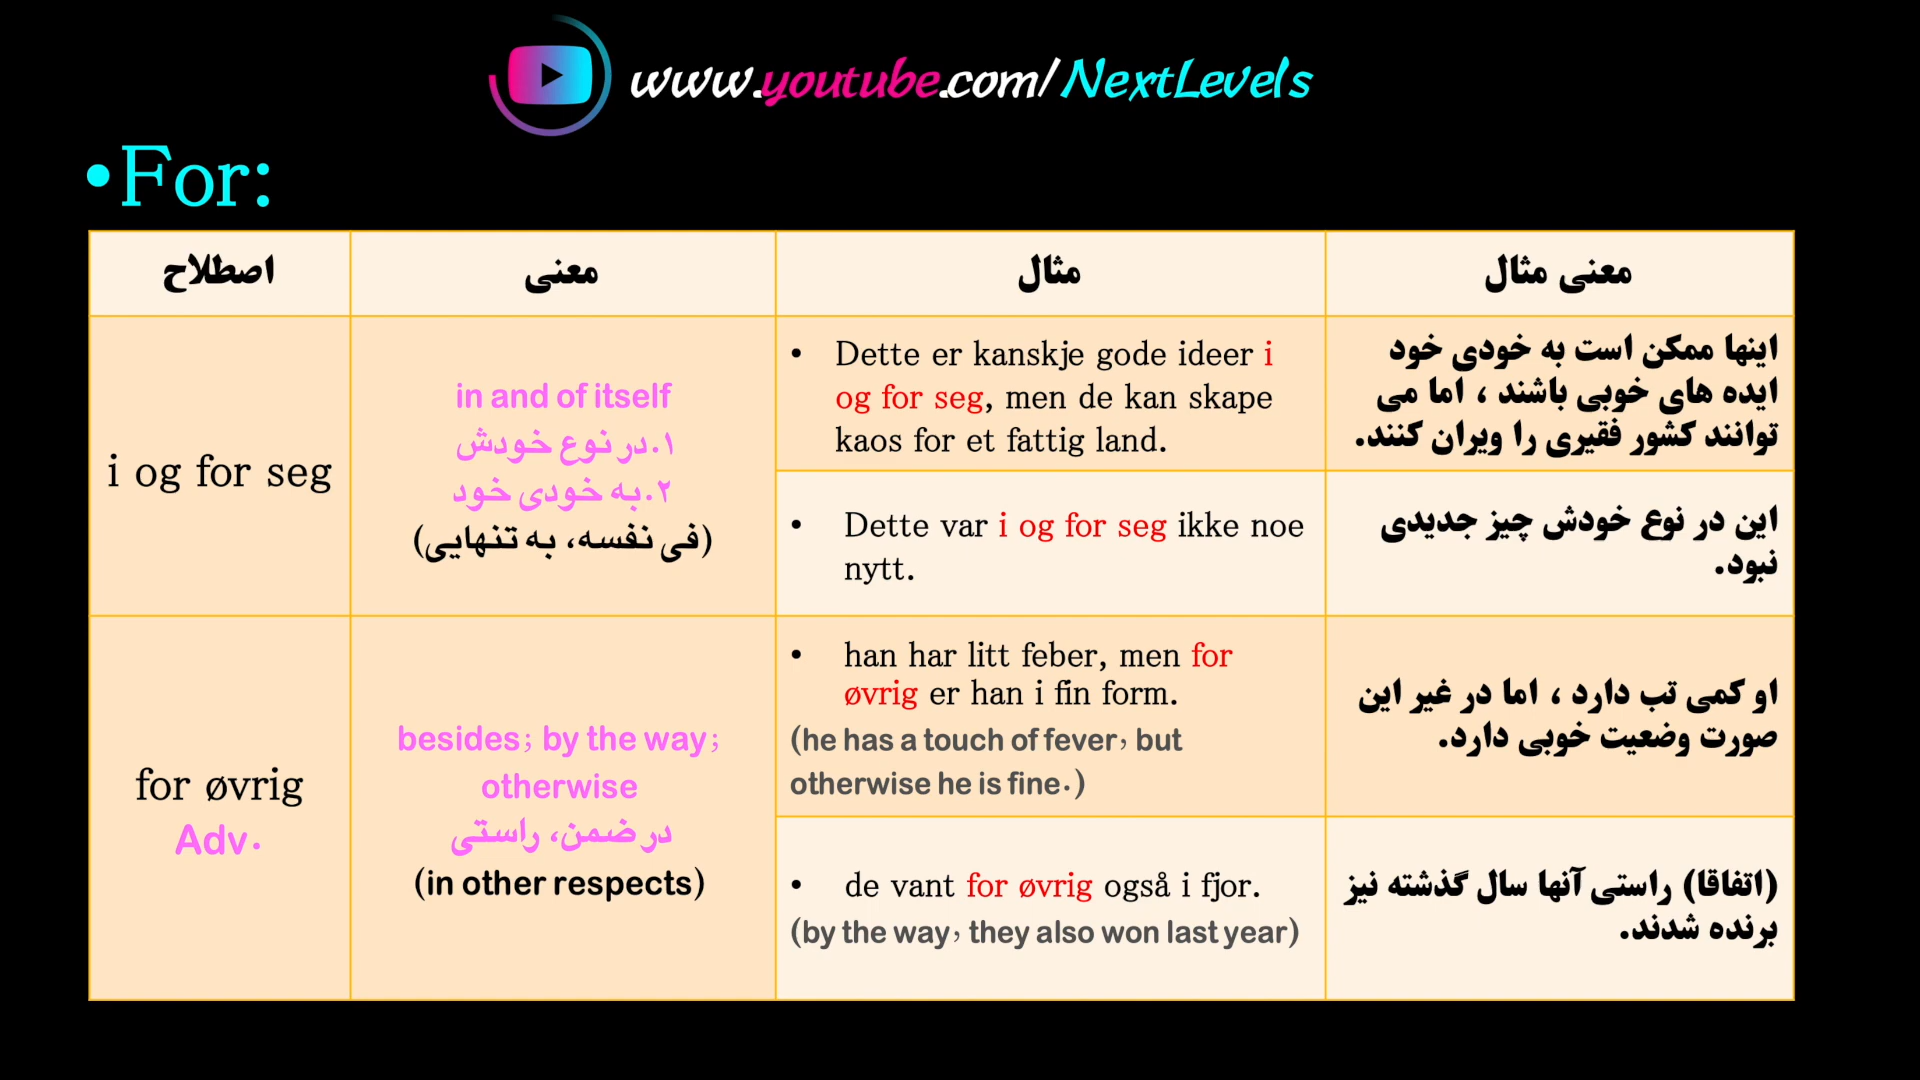 www.youtube.com/NextLevels
•For:
اصطلاح
معنی
مثال
معنی مثال
i og for seg
in and of itself
۱.در نوع خودش
۲.به خودی خود
(فی نفسه، به تنهایی)
• Dette er kanskje gode ideer i
og for seg, men de kan skape
kaos for et fattig land.
اینها ممکن است به خودی خود
ایده های خوبی باشند ، اما می
توانند کشور فقیری را ویران کنند.
• Dette var i og for seg ikke noe
nytt.
این در نوع خودش چیز جدیدی
نبود.
for øvrig
Adv.
besides; by the way;
otherwise
در ضمن، راستی
(in other respects)
• han har litt feber, men for
øvrig er han i fin form.
(he has a touch of fever, but
otherwise he is fine.)
او کمی تب دارد ، اما در غیر این
صورت وضعیت خوبی دارد.
• de vant for øvrig også i fjor.
(by the way, they also won last year)
(اتفاقا) راستی آنها سال گذشته نیز
برنده شدند.